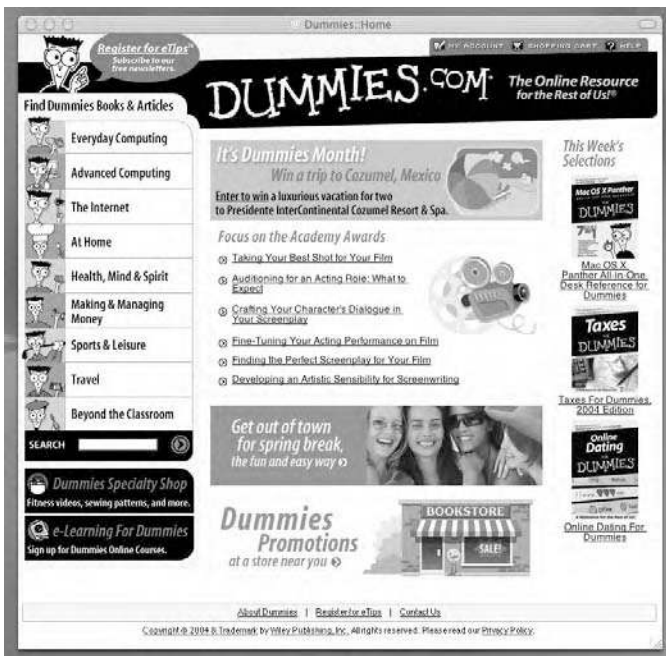 Dummies::Home
Register for eTips
Subscribe to our
free newsletters.
MY ACCOUNT SHOPPING CART HELP
DUMMIES.COM
The Online Resource
for the Rest of Us!®
Find Dummies Books & Articles
Everyday Computing
Advanced Computing
The Internet
At Home
Health, Mind & Spirit
Making & Managing
Money
Sports & Leisure
Travel
Beyond the Classroom
SEARCH
Dummies Specialty Shop
Fitness videos, sewing patterns, and more.
e-Learning For Dummies
Sign up for Dummies Online Courses.
It's Dummies Month!
Win a trip to Cozumel, Mexico
Enter to win a luxurious vacation for two
to Presidente InterContinental Cozumel Resort & Spa.
Focus on the Academy Awards
Taking Your Best Shot for Your Film
Auditioning for an Acting Role: What to
Expect
Crafting Your Character's Dialogue in
Your Screenplay
Fine-Tuning Your Acting Performance on Film
Finding the Perfect Screenplay for Your Film
Developing an Artistic Sensibility for Screenwriting
Get out of town
for spring break,
the fun and easy way
Dummies
Promotions
at a store near you
BOOKSTORE
SALE!
This Week's
Selections
Mac OS X Panther
DUMMIES
Mac OS X
Panther All in One
Desk Reference for
Dummies
Taxes
DUMMIES
Taxes For Dummies,
2004 Edition
Online
Dating
DUMMIES
Online Dating For
Dummies
About Dummies | Register for eTips | Contact Us
Copyright © 2004 & Trademark by Wiley Publishing, Inc. All rights reserved. Please read our Privacy Policy.